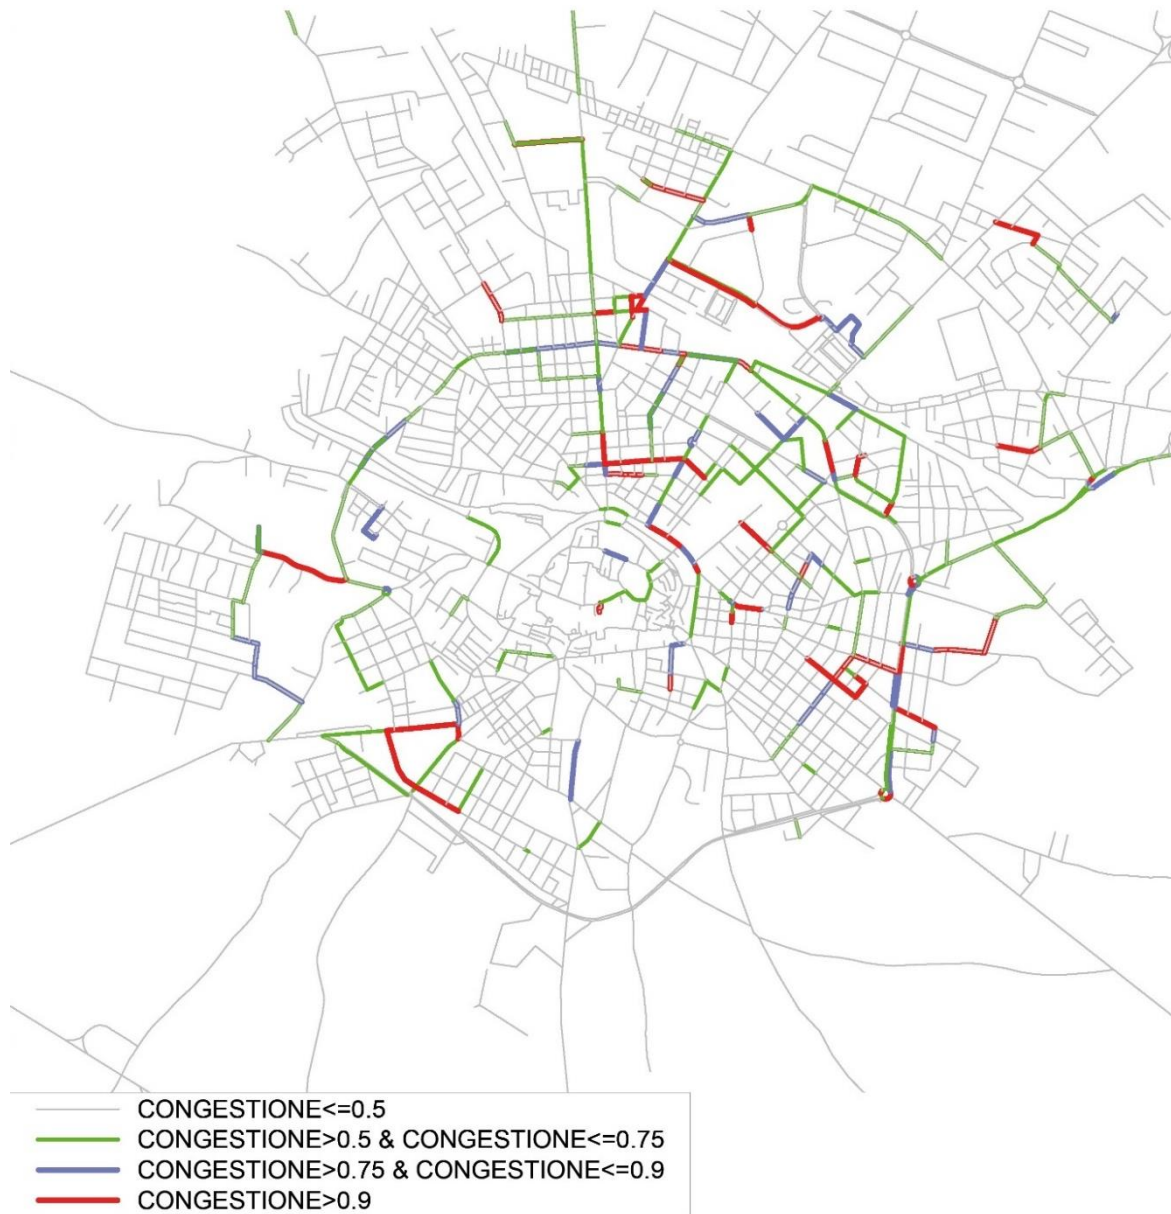 CONGESTIONE<=0.5
CONGESTIONE>0.5 & CONGESTIONE<=0.75
CONGESTIONE>0.75 & CONGESTIONE<=0.9
CONGESTIONE>0.9